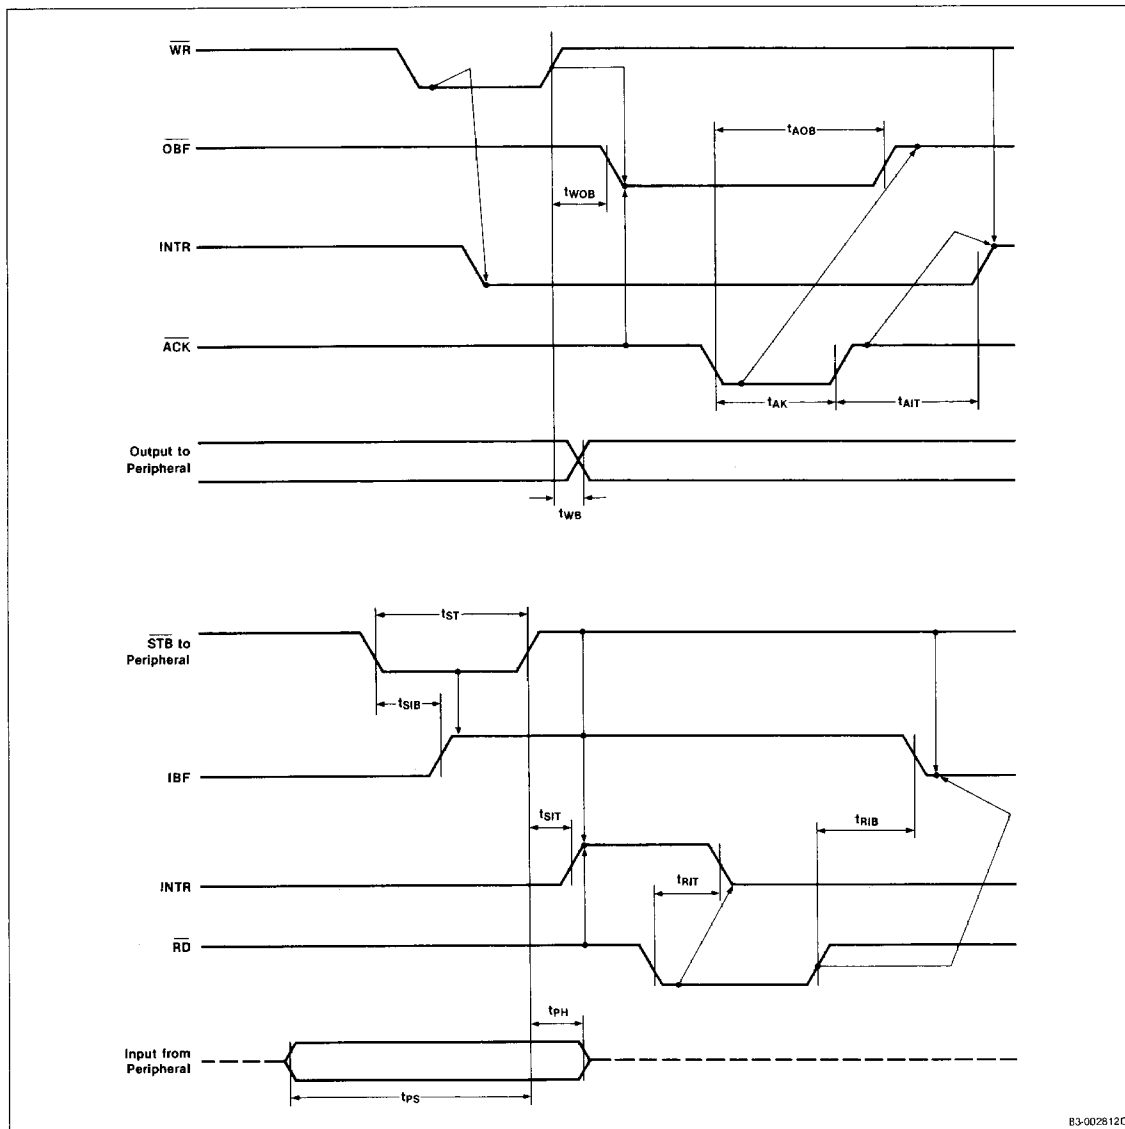 WR
tAOB
OBF
tWOB
INTR
ACK
tAK
tAIT
Output to
Peripheral
tWB
tST
STB to
Peripheral
tSIB
IBF
tSIT
tRIB
INTR
tRIT
RD
tPH
Input from
Peripheral
tPS
83-002812C